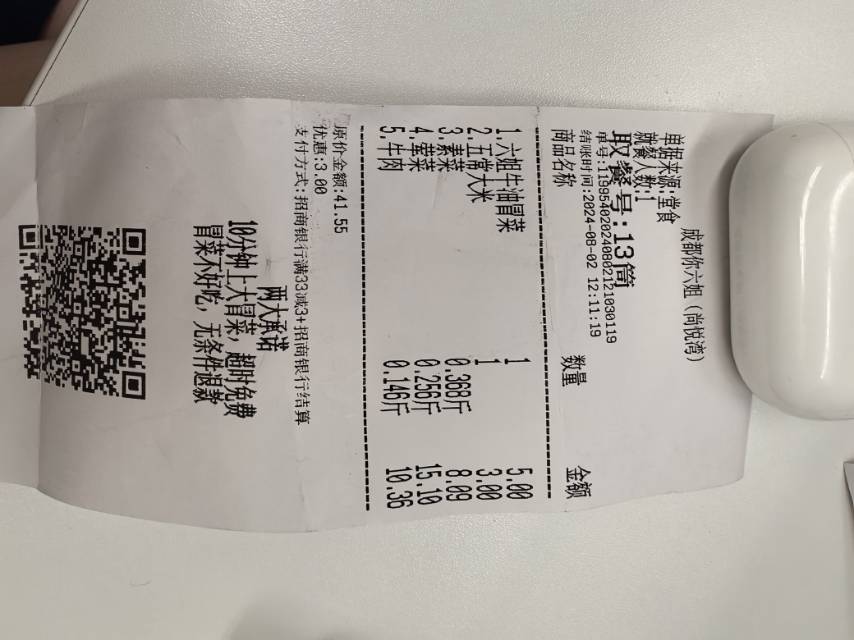 成都你六姐（尚悦湾）
单据来源:堂食
就餐人数:1
取餐号:13筒
单号:11995402024080212103011９
结账时间:2024-08-02 12:11:19
商品名称 数量 金额
1.六姐牛油冒菜 1 5.00
2.五常大米 1 3.00
3.素菜 0.368斤 8.09
4.荤菜 0.256斤 15.10
5.牛肉 0.146斤 10.36
原价金额:41.55
优惠:3.00
支付方式:招商银行满33减3+招商银行结算
两大承诺
10分钟上大冒菜，超时免费
冒菜不好吃，无条件退款